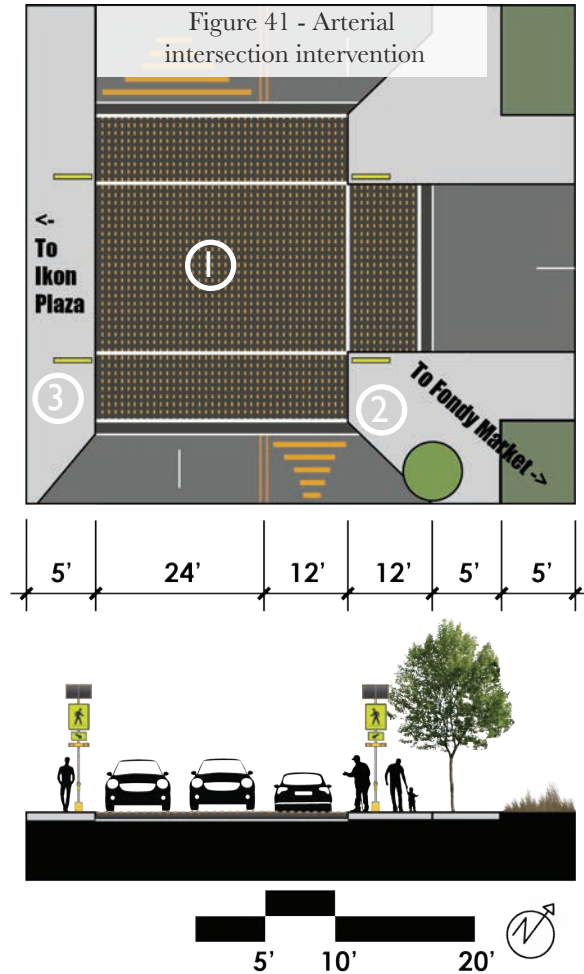 Figure 41 - Arterial
intersection intervention
<-
To
Ikon
Plaza
1
3
2
To Fondy Market ->
5’ 24’ 12’ 12’ 5’ 5’
5’ 10’ 20’
N